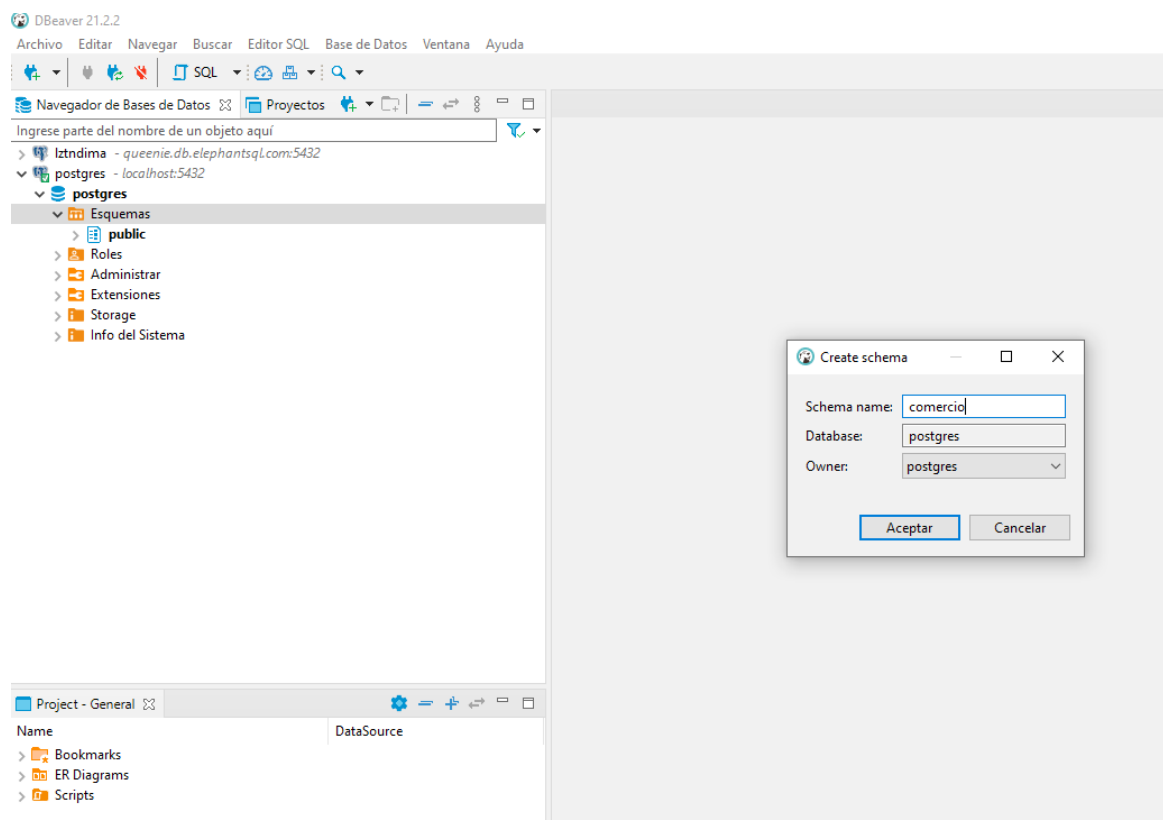 DBeaver 21.2.2
Archivo Editar Navegar Buscar Editor SQL Base de Datos Ventana Ayuda
SQL
Navegador de Bases de Datos Proyectos
Ingrese parte del nombre de un objeto aquí
lztndima - queenie.db.elephantsql.com:5432
postgres - localhost:5432
postgres
Esquemas
public
Roles
Administrar
Extensiones
Storage
Info del Sistema
Create schema
Schema name: comercio
Database: postgres
Owner: postgres
Aceptar Cancelar
Project - General
Name DataSource
Bookmarks
ER Diagrams
Scripts